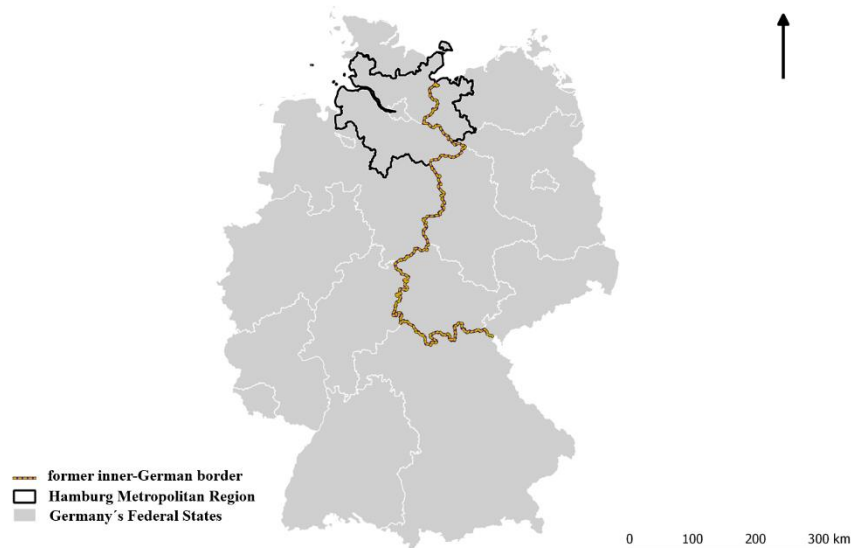 former inner-German border
Hamburg Metropolitan Region
Germany´s Federal States
0 100 200 300 km